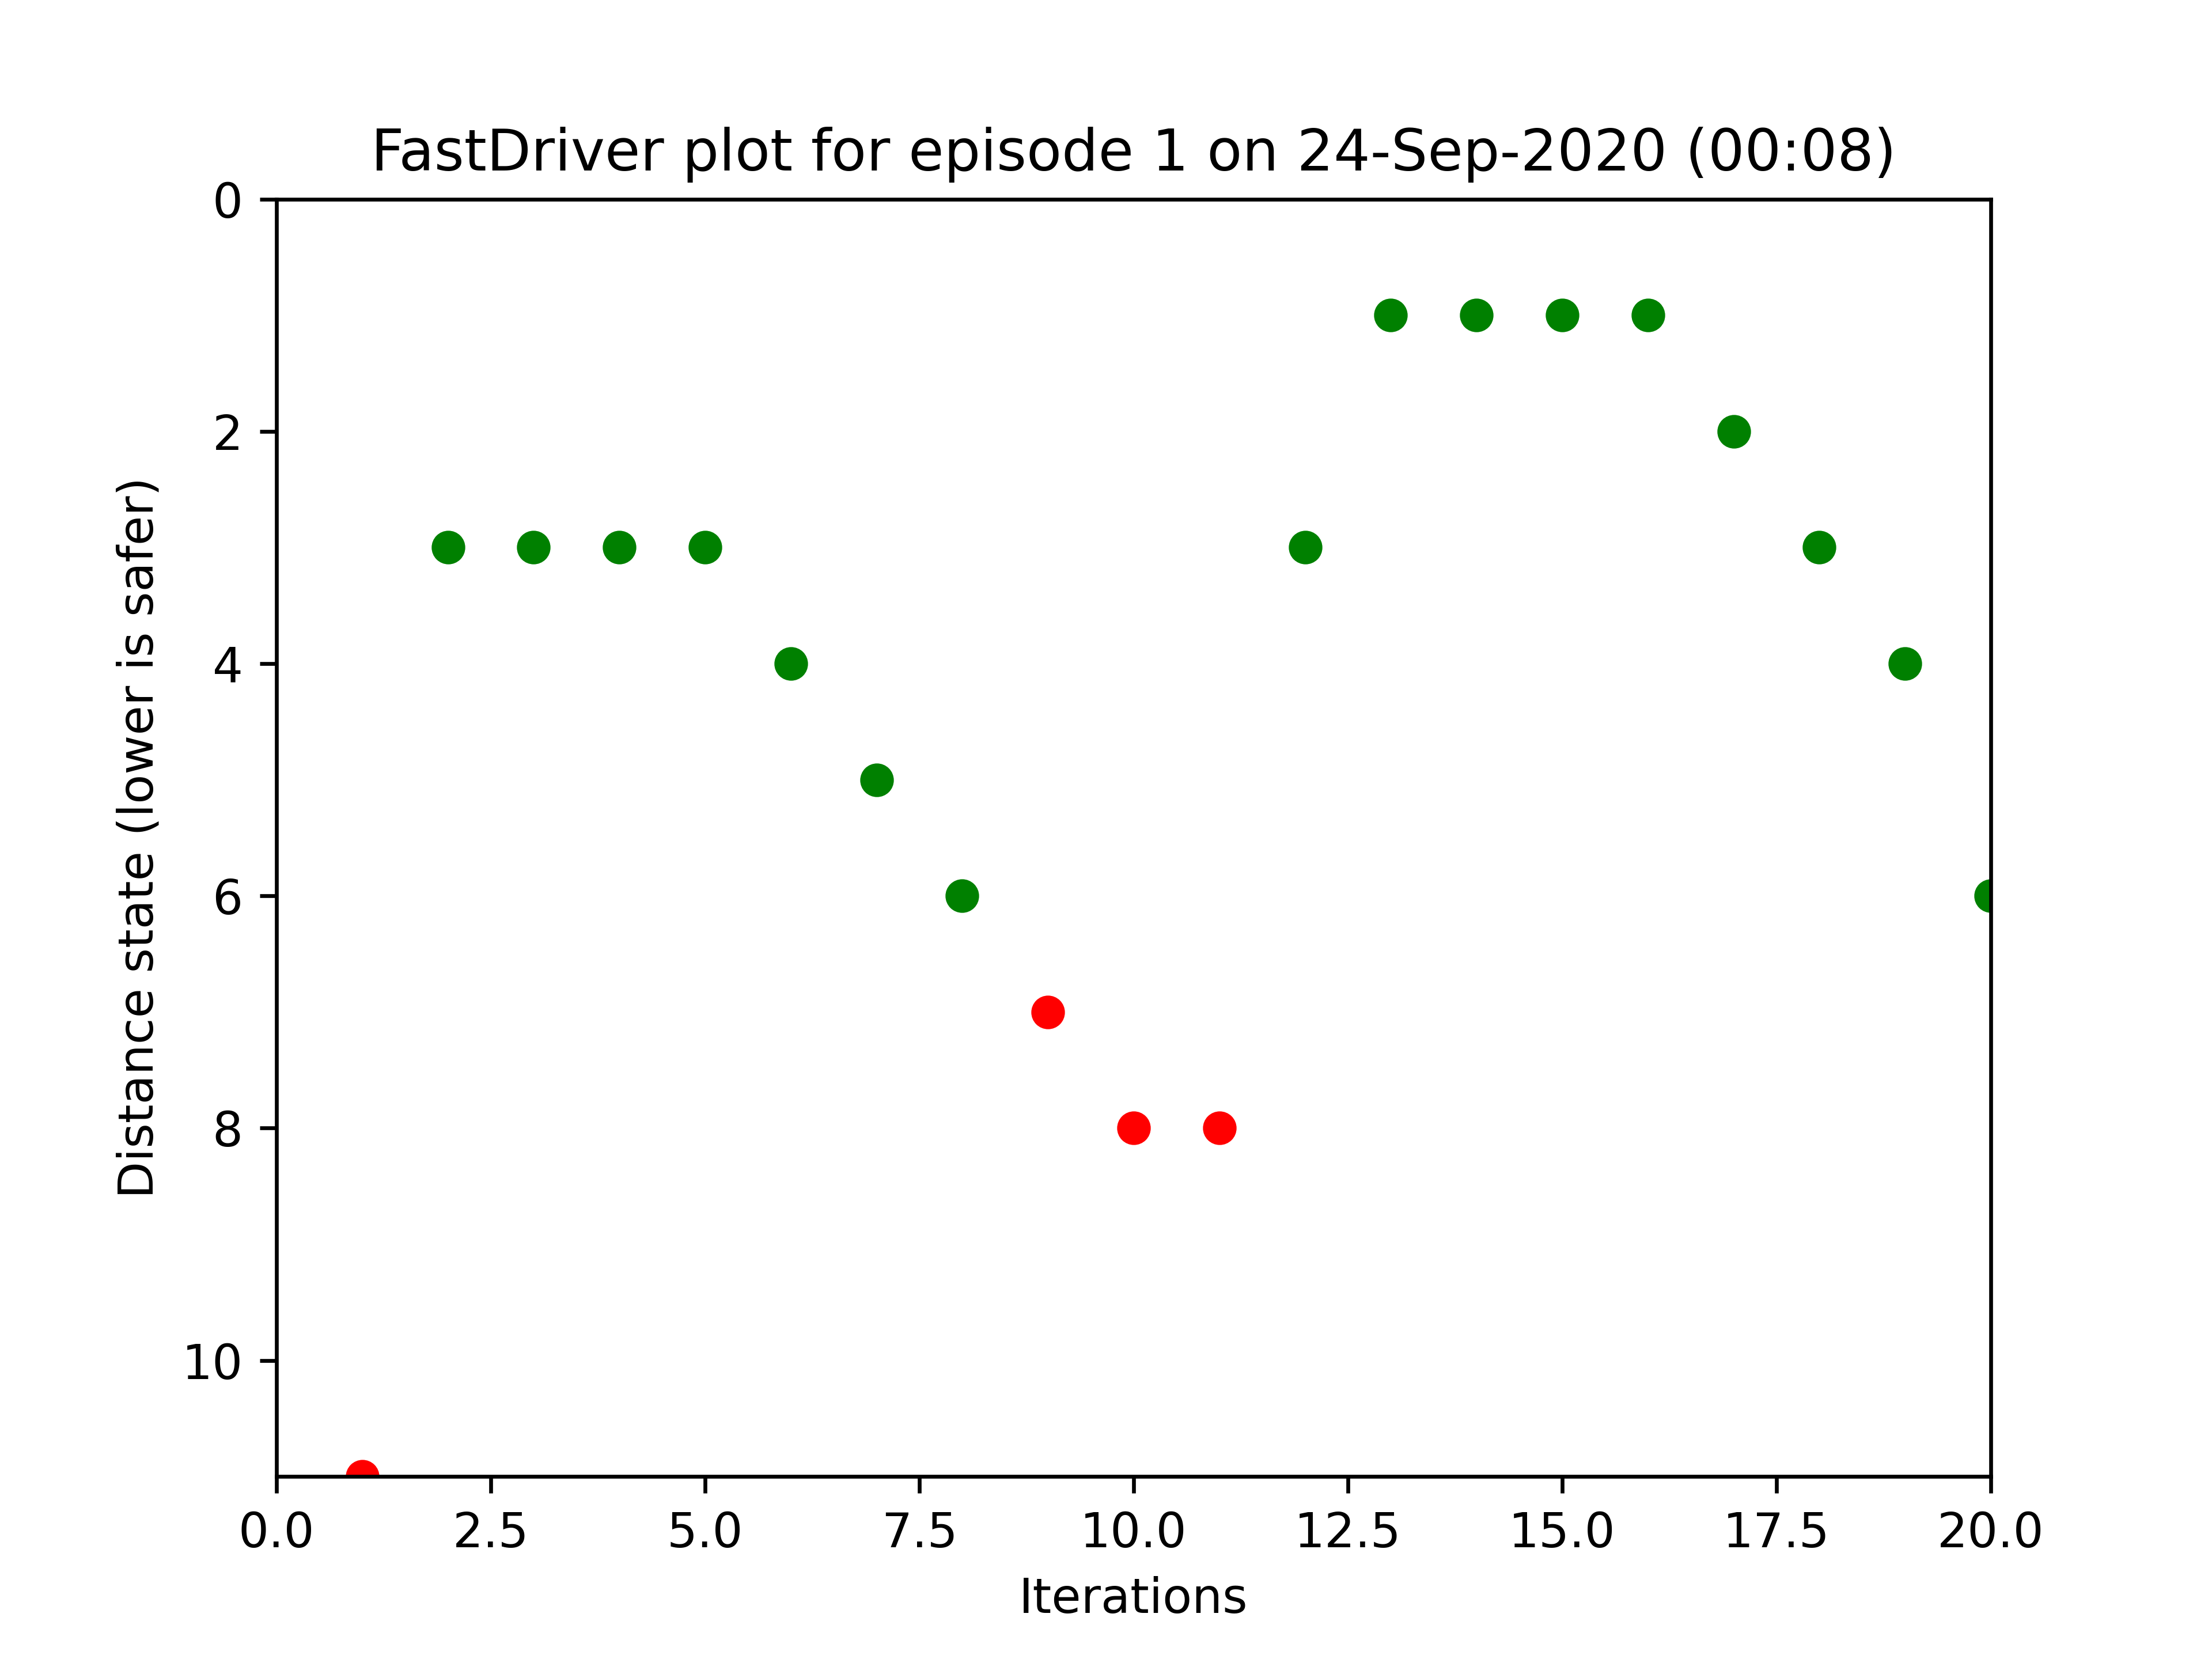 FastDriver plot for episode 1 on 24-Sep-2020 (00:08)
Distance state (lower is safer)
0
2
4
6
8
10
0.0 2.5 5.0 7.5 10.0 12.5 15.0 17.5 20.0
Iterations